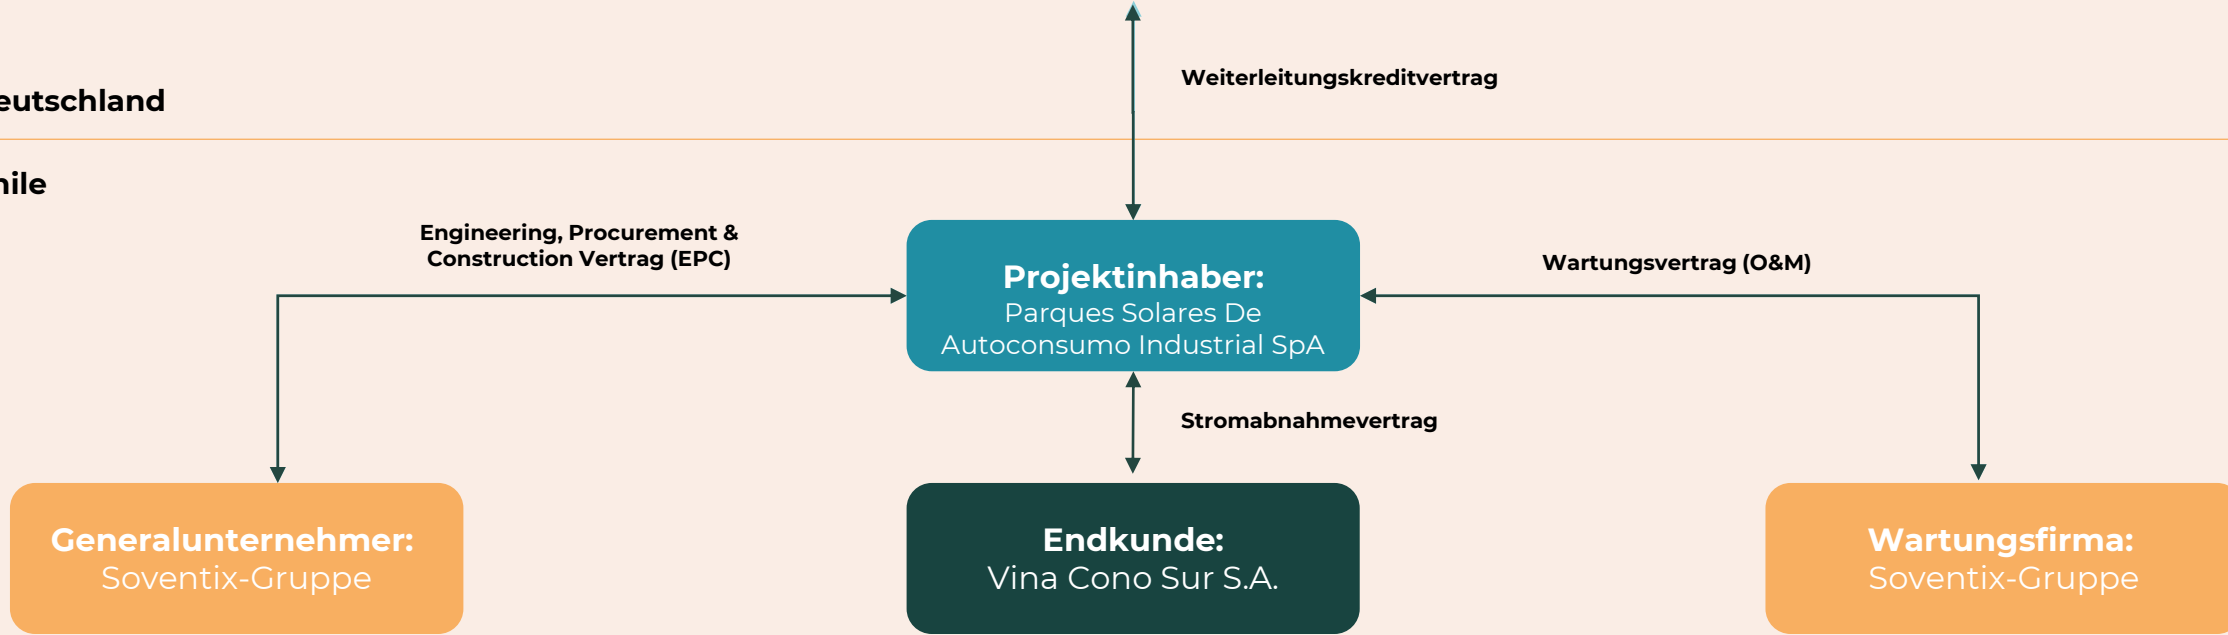 Weiterleitungskreditvertrag
eutschland
hile
Engineering, Procurement &
Construction Vertrag (EPC)
Projektinhaber:
Parques Solares De
Autoconsumo Industrial SpA
Wartungsvertrag (O&M)
Stromabnahmevertrag
Generalunternehmer:
Soventix-Gruppe
Endkunde:
Vina Cono Sur S.A.
Wartungsfirma:
Soventix-Gruppe